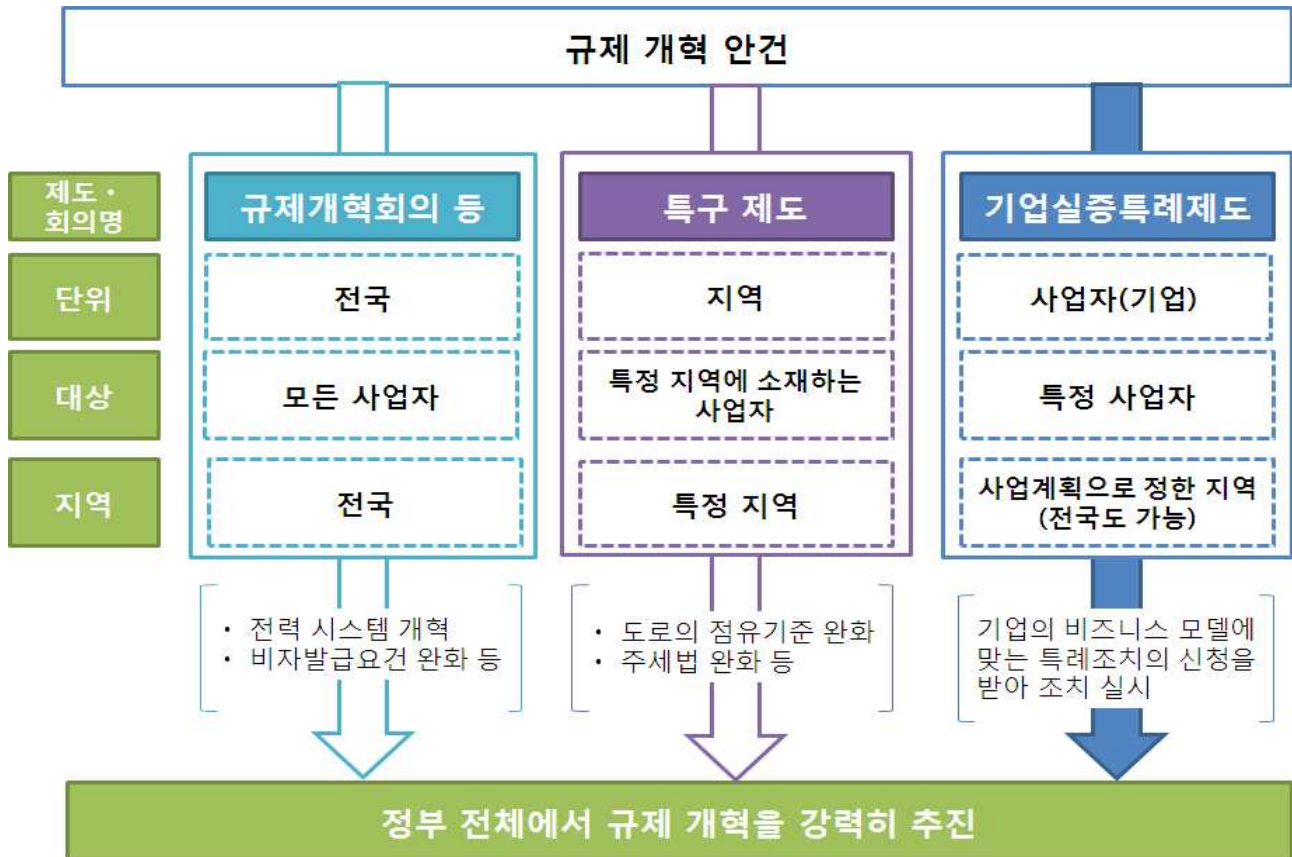 규제 개혁 안건
제도·
회의명
규제개혁회의 등
특구 제도
기업실증특례제도
단위
전국
지역
사업자(기업)
대상
모든 사업자
특정 지역에 소재하는
사업자
특정 사업자
지역
전국
특정 지역
사업계획으로 정한 지역
(전국도 가능)
• 전력 시스템 개혁
• 비자발급요건 완화 등
• 도로의 점유기준 완화
• 주세법 완화 등
기업의 비즈니스 모델에
맞는 특례조치의 신청을
받아 조치 실시
정부 전체에서 규제 개혁을 강력히 추진